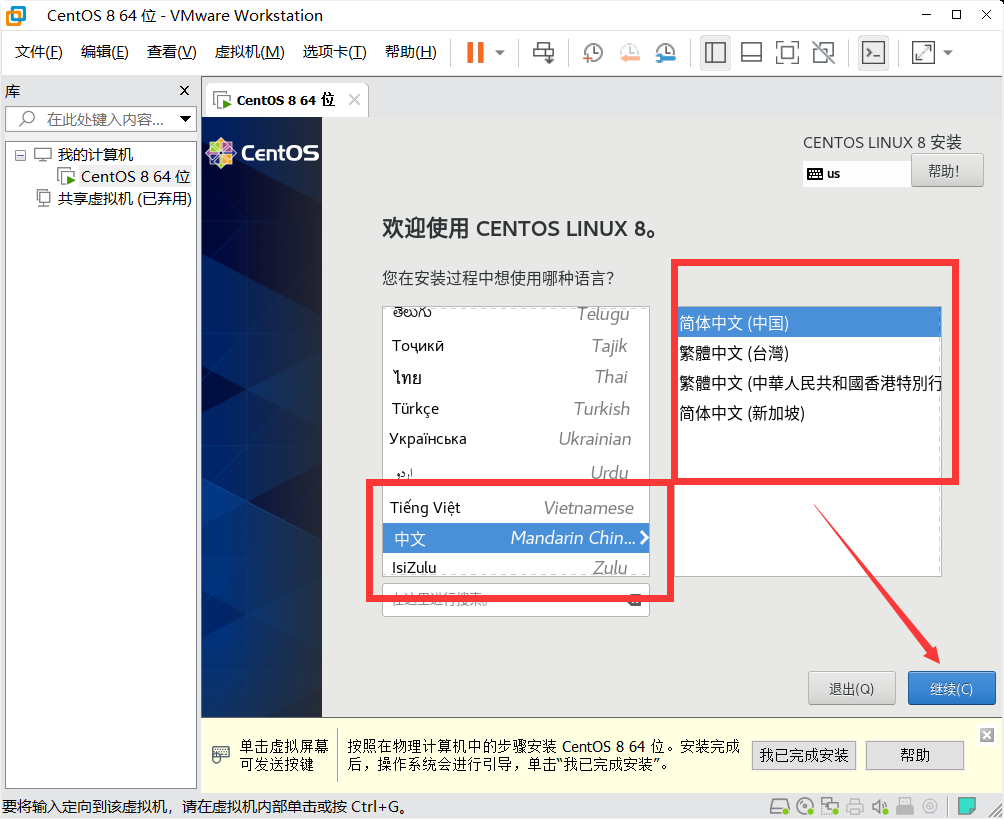 CentOS 8 64 位 - VMware Workstation
文件(F) 编辑(E) 查看(V) 虚拟机(M) 选项卡(T) 帮助(H)
库
在此处键入内容...
我的计算机
CentOS 8 64 位
共享虚拟机 (已弃用)
CentOS 8 64 位
CentOS
CENTOS LINUX 8 安装
us
帮助！
欢迎使用 CENTOS LINUX 8。
您在安装过程中想使用哪种语言？
తెలుగు Telugu
Тоҷикӣ Tajik
ไทย Thai
Türkçe Turkish
Українська Ukrainian
اردو Urdu
Tiếng Việt Vietnamese
中文 Mandarin Chin...
IsiZulu Zulu
在这里进行搜索。
简体中文 (中国)
繁體中文 (台灣)
繁體中文 (中華人民共和國香港特別行
简体中文 (新加坡)
退出(Q)
继续(C)
单击虚拟屏幕
可发送按键
按照在物理计算机中的步骤安装 CentOS 8 64 位。安装完成
后，操作系统会进行引导，单击“我已完成安装”。
我已完成安装
帮助
要将输入定向到该虚拟机，请在虚拟机内部单击或按 Ctrl+G。